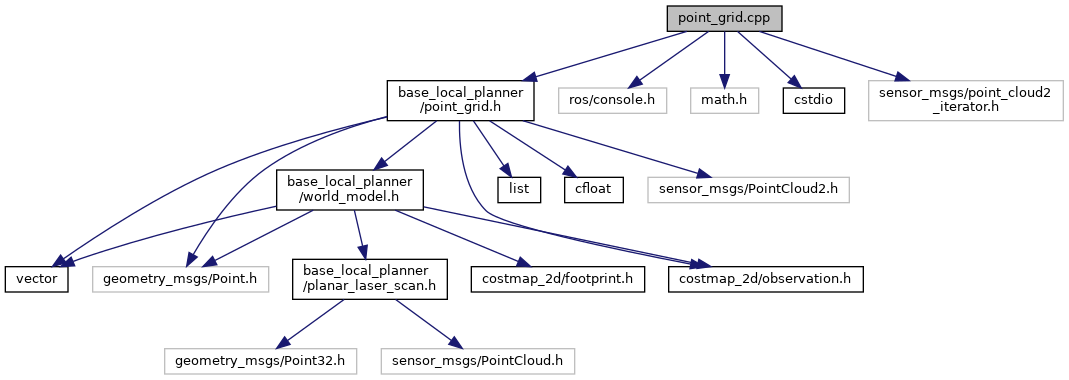 point_grid.cpp
base_local_planner
/point_grid.h
ros/console.h
math.h
cstdio
sensor_msgs/point_cloud2
_iterator.h
base_local_planner
/world_model.h
list
cfloat
sensor_msgs/PointCloud2.h
vector
geometry_msgs/Point.h
base_local_planner
/planar_laser_scan.h
costmap_2d/footprint.h
costmap_2d/observation.h
geometry_msgs/Point32.h
sensor_msgs/PointCloud.h